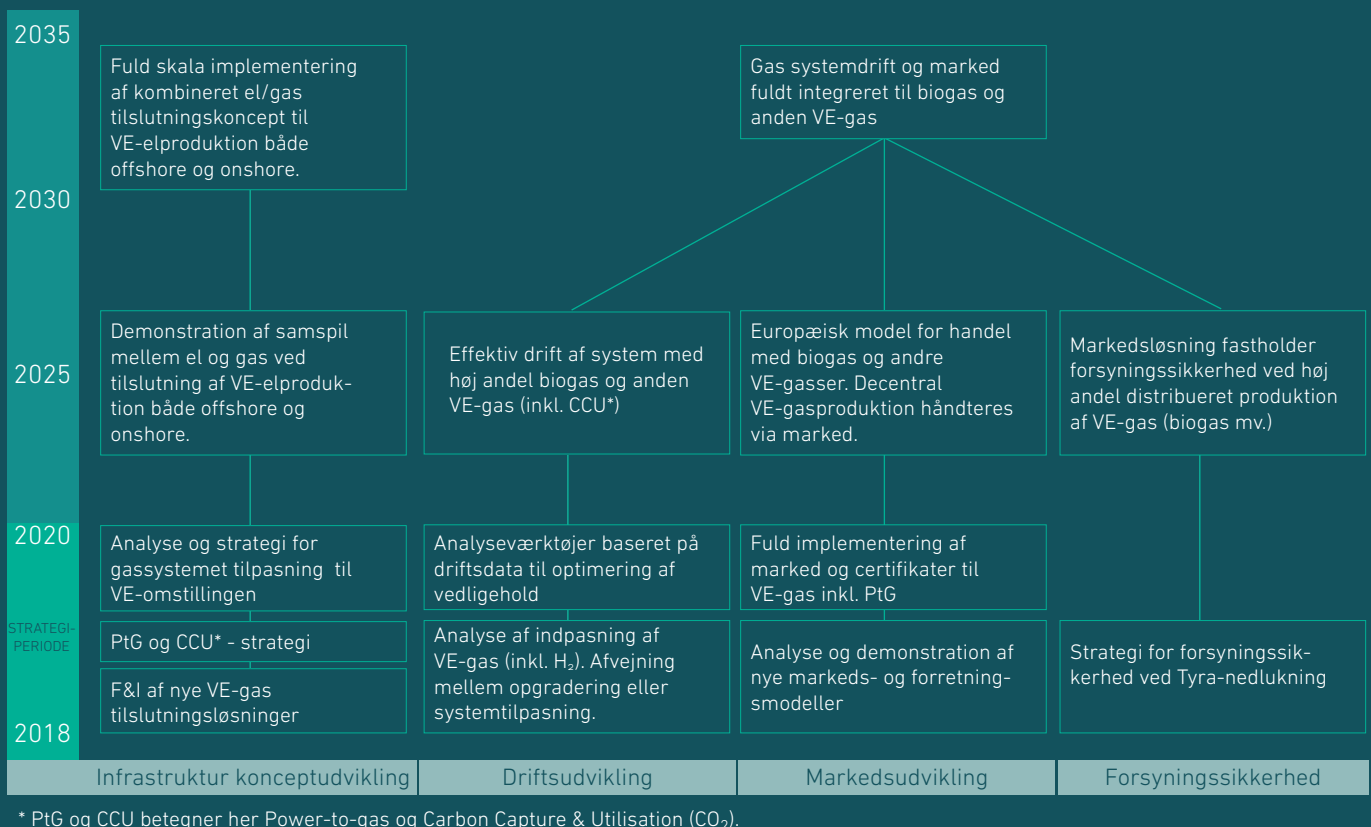 2035
Fuld skala implementering
af kombineret el/gas
tilslutningskoncept til
VE-elproduktion både
offshore og onshore.
Gas systemdrift og marked
fuldt integreret til biogas og
anden VE-gas
2030
Demonstration af samspil
mellem el og gas ved
tilslutning af VE-elproduk-
tion både offshore og
onshore.
Effektiv drift af system med
høj andel biogas og anden
VE-gas (inkl. CCU*)
Europæisk model for handel
med biogas og andre
VE-gasser. Decentral
VE-gasproduktion håndteres
via marked.
Markedsløsning fastholder
forsyningssikkerhed ved høj
andel distribueret produktion
af VE-gas (biogas mv.)
2025
2020
Analyse og strategi for
gassystemet tilpasning til
VE-omstillingen
Analyseværktøjer baseret på
driftsdata til optimering af
vedligehold
Fuld implementering af
marked og certifikater til
VE-gas inkl. PtG
STRATEGI-
PERIODE
PtG og CCU* - strategi
F&I af nye VE-gas
tilslutningsløsninger
Analyse af indpasning af
VE-gas (inkl. H₂). Afvejning
mellem opgradering eller
systemtilpasning.
Analyse og demonstration af
nye markeds- og forretning-
smodeller
Strategi for forsyningssik-
kerhed ved Tyra-nedlukning
2018
Infrastruktur konceptudvikling
Driftsudvikling
Markedsudvikling
Forsyningssikkerhed
* PtG og CCU betegner her Power-to-gas og Carbon Capture & Utilisation (CO₂).